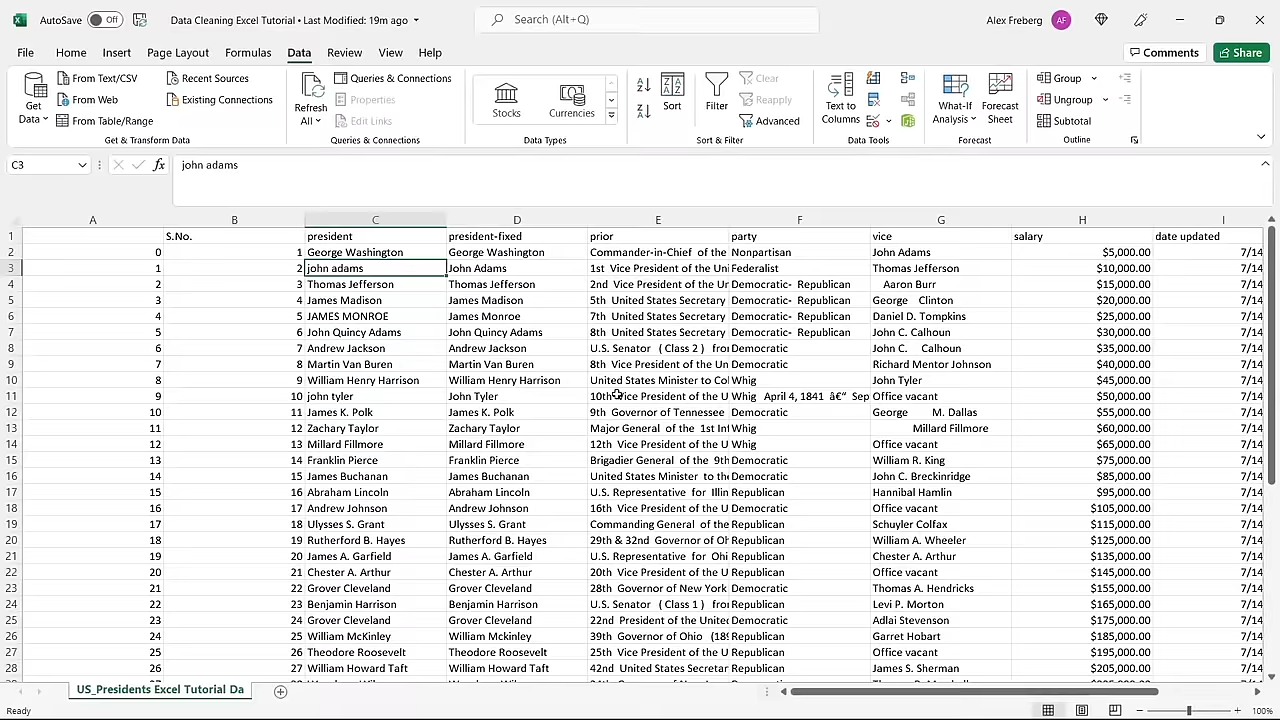 AutoSave Off Data Cleaning Excel Tutorial • Last Modified: 19m ago Search (Alt+Q) Alex Freberg AF
File Home Insert Page Layout Formulas Data Review View Help Comments Share
Get Data From Text/CSV From Web From Table/Range Recent Sources Existing Connections Refresh All Queries & Connections Properties Edit Links Stocks Currencies Sort Filter Clear Reapply Advanced Text to Columns What-If Analysis Forecast Sheet Group Ungroup Subtotal
Get & Transform Data Queries & Connections Data Types Sort & Filter Data Tools Forecast Outline
C3 fx john adams
A B C D E F G H I
1 S.No. president president-fixed prior party vice salary date updated
2 0 1 George Washington George Washington Commander-in-Chief of the Nonpartisan John Adams $5,000.00 7/14
3 1 2 john adams John Adams 1st Vice President of the Uni Federalist Thomas Jefferson $10,000.00 7/14
4 2 3 Thomas Jefferson Thomas Jefferson 2nd Vice President of the Ur Democratic- Republican Aaron Burr $15,000.00 7/14
5 3 4 James Madison James Madison 5th United States Secretary Democratic- Republican George Clinton $20,000.00 7/14
6 4 5 JAMES MONROE James Monroe 7th United States Secretary Democratic- Republican Daniel D. Tompkins $25,000.00 7/14
7 5 6 John Quincy Adams John Quincy Adams 8th United States Secretary Democratic- Republican John C. Calhoun $30,000.00 7/14
8 6 7 Andrew Jackson Andrew Jackson U.S. Senator ( Class 2 ) fro Democratic John C. Calhoun $35,000.00 7/14
9 7 8 Martin Van Buren Martin Van Buren 8th Vice President of the Un Democratic Richard Mentor Johnson $40,000.00 7/14
10 8 9 William Henry Harrison William Henry Harrison United States Minister to Col Whig John Tyler $45,000.00 7/14
11 9 10 john tyler John Tyler 10th Vice President of the U Whig April 4, 1841 â€“ Sep Office vacant $50,000.00 7/14
12 10 11 James K. Polk James K. Polk 9th Governor of Tennessee Democratic George M. Dallas $55,000.00 7/14
13 11 12 Zachary Taylor Zachary Taylor Major General of the 1st Inf Whig Millard Fillmore $60,000.00 7/14
14 12 13 Millard Fillmore Millard Fillmore 12th Vice President of the U Whig Office vacant $65,000.00 7/14
15 13 14 Franklin Pierce Franklin Pierce Brigadier General of the 9th Democratic William R. King $75,000.00 7/14
16 14 15 James Buchanan James Buchanan United States Minister to the Democratic John C. Breckinridge $85,000.00 7/14
17 15 16 Abraham Lincoln Abraham Lincoln U.S. Representative for Illin Republican Hannibal Hamlin $95,000.00 7/14
18 16 17 Andrew Johnson Andrew Johnson 16th Vice President of the U Democratic Office vacant $105,000.00 7/14
19 17 18 Ulysses S. Grant Ulysses S. Grant Commanding General of the Republican Schuyler Colfax $115,000.00 7/14
20 18 19 Rutherford B. Hayes Rutherford B. Hayes 29th & 32nd Governor of Oh Republican William A. Wheeler $125,000.00 7/14
21 19 20 James A. Garfield James A. Garfield U.S. Representative for Ohi Republican Chester A. Arthur $135,000.00 7/14
22 20 21 Chester A. Arthur Chester A. Arthur 20th Vice President of the U Republican Office vacant $145,000.00 7/14
23 21 22 Grover Cleveland Grover Cleveland 28th Governor of New York Democratic Thomas A. Hendricks $155,000.00 7/14
24 22 23 Benjamin Harrison Benjamin Harrison U.S. Senator ( Class 1 ) fro Republican Levi P. Morton $165,000.00 7/14
25 23 24 Grover Cleveland Grover Cleveland 22nd President of the United Democratic Adlai Stevenson $175,000.00 7/14
26 24 25 William McKinley William Mckinley 39th Governor of Ohio (189 Republican Garret Hobart $185,000.00 7/14
27 25 26 Theodore Roosevelt Theodore Roosevelt 25th Vice President of the U Republican Office vacant $195,000.00 7/14
28 26 27 William Howard Taft William Howard Taft 42nd United States Secretar Republican James S. Sherman $205,000.00 7/14
US_Presidents Excel Tutorial Da
Ready 100%